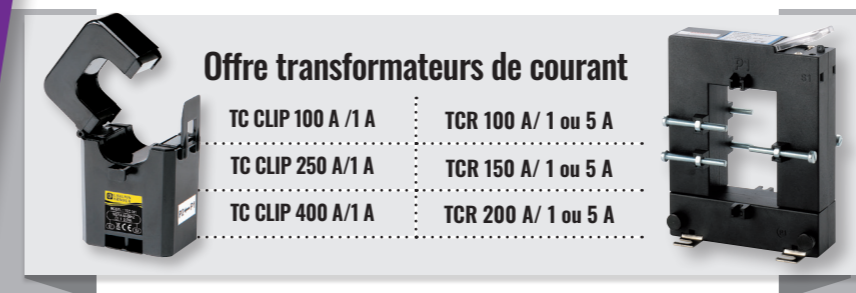 Offre transformateurs de courant
TC CLIP 100 A /1 A
TCR 100 A/ 1 ou 5 A
TC CLIP 250 A/1 A
TCR 150 A/ 1 ou 5 A
TC CLIP 400 A/1 A
TCR 200 A/ 1 ou 5 A
P1